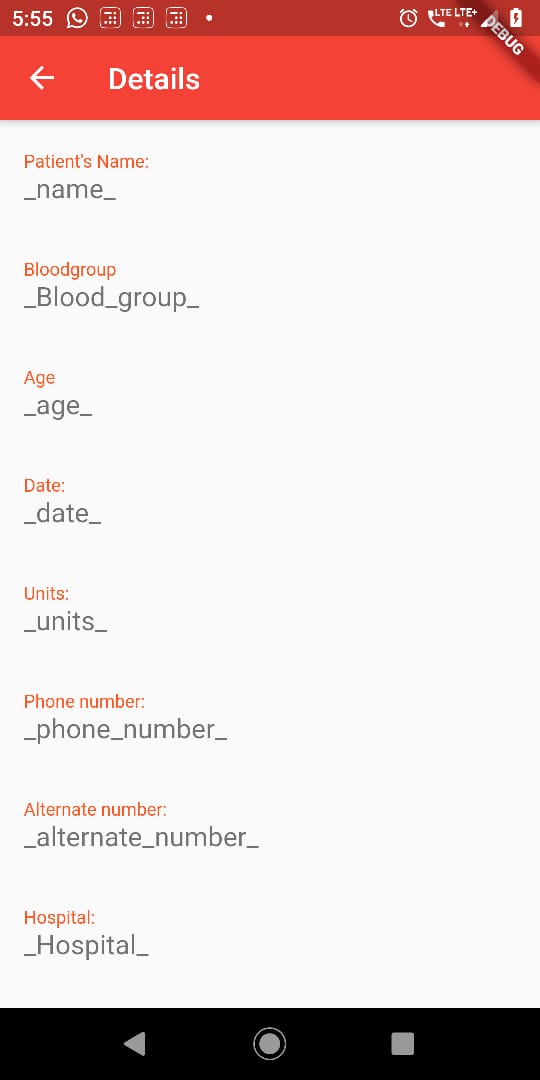 5:55
LTE LTE+
DEBUG
Details
Patient's Name:
_name_
Bloodgroup
_Blood_group_
Age
_age_
Date:
_date_
Units:
_units_
Phone number:
_phone_number_
Alternate number:
_alternate_number_
Hospital:
_Hospital_